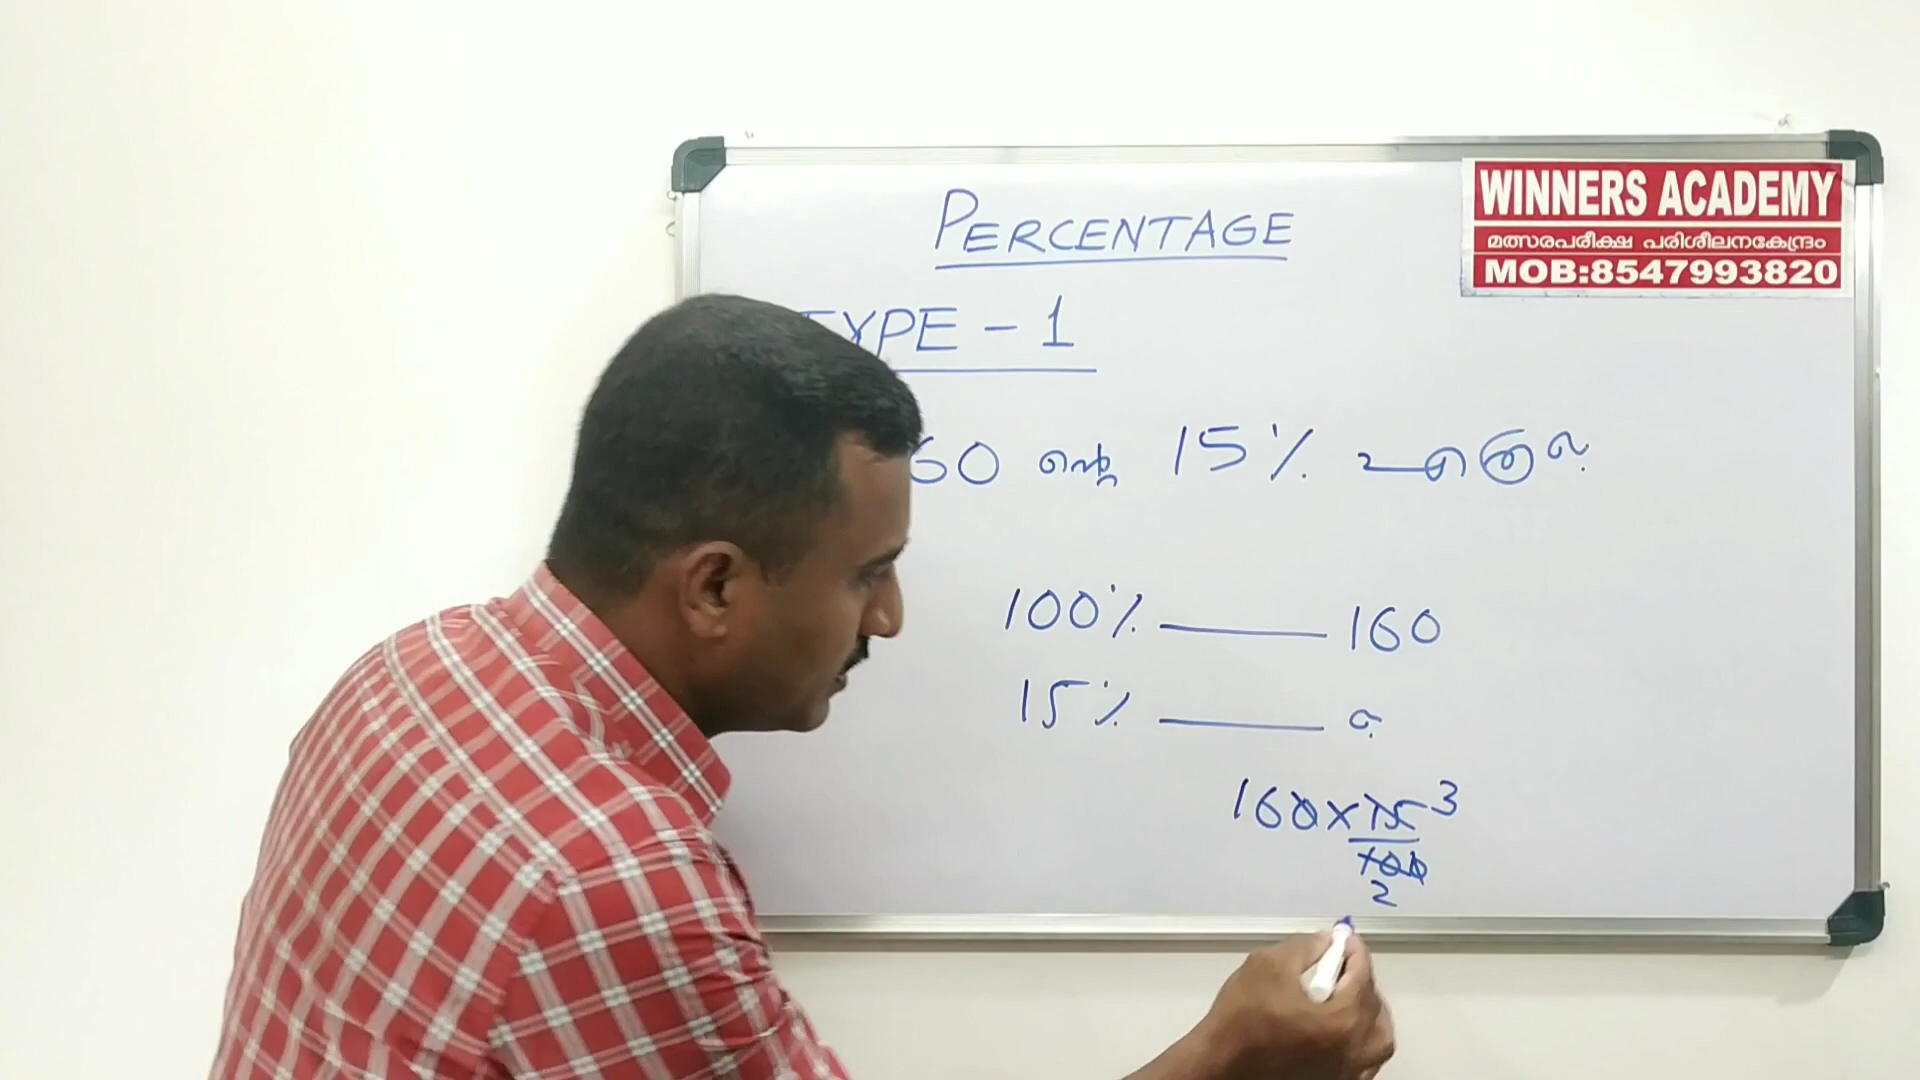 PERCENTAGE
WINNERS ACADEMY
മത്സരപരീക്ഷ പരിശീലനകേന്ദ്രം
MOB:8547993820
TYPE - 1
60 ന്റെ 15% എത്ര?
100% — 160
15% — ?
160 x 15 3
100
2